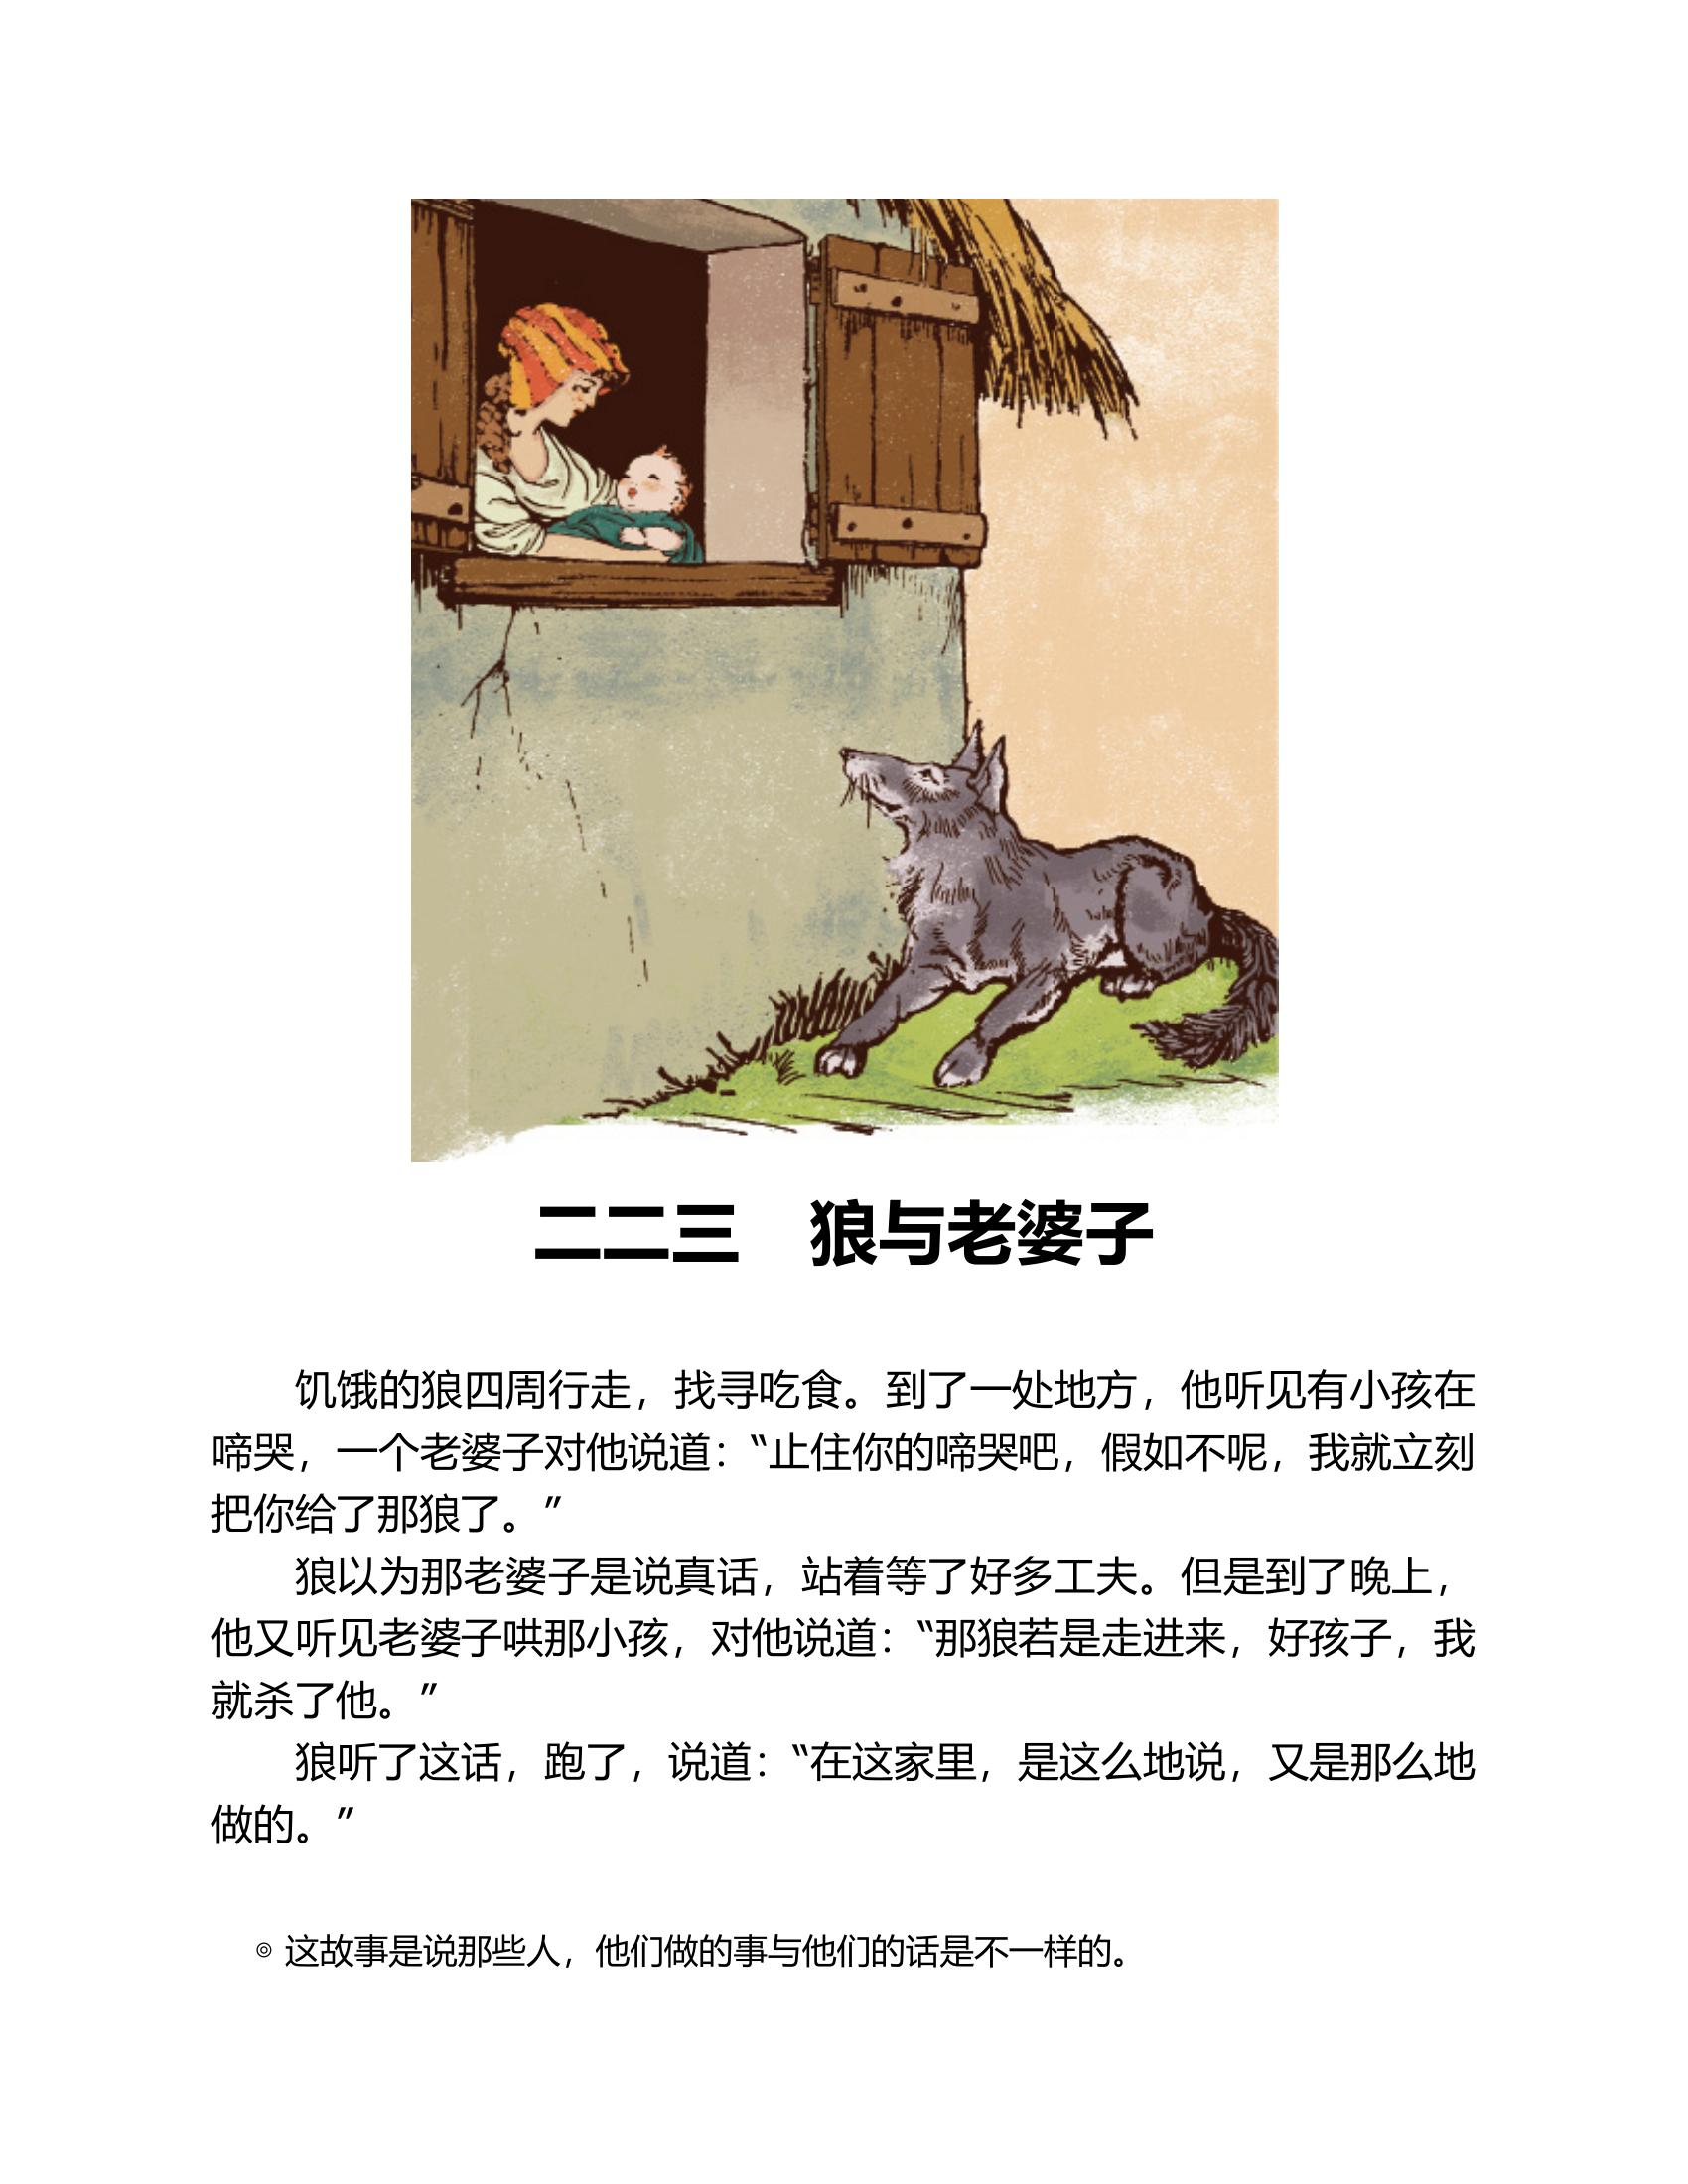 二二三　狼与老婆子
饥饿的狼四周行走，找寻吃食。到了一处地方，他听见有小孩在
啼哭，一个老婆子对他说道：“止住你的啼哭吧，假如不呢，我就立刻
把你给了那狼了。”
狼以为那老婆子是说真话，站着等了好多工夫。但是到了晚上，
他又听见老婆子哄那小孩，对他说道：“那狼若是走进来，好孩子，我
就杀了他。”
狼听了这话，跑了，说道：“在这家里，是这么地说，又是那么地
做的。”
◎ 这故事是说那些人，他们做的事与他们的话是不一样的。